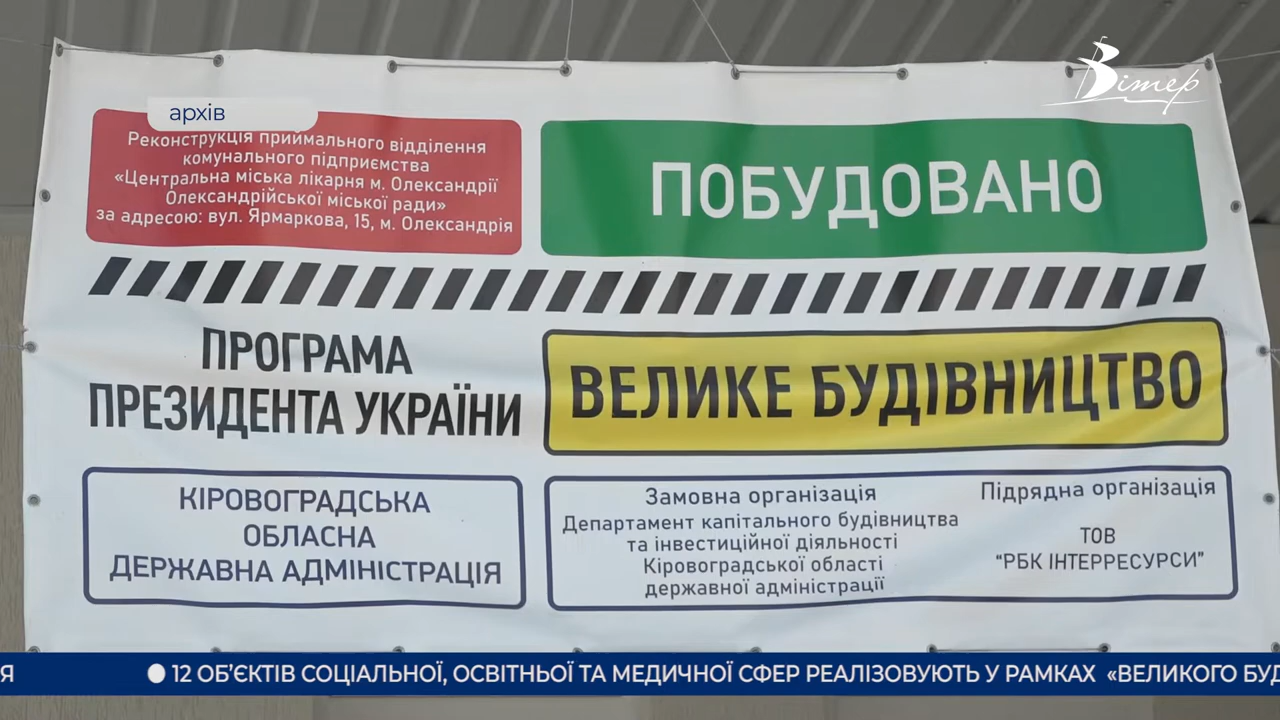 архів
Вітер
Реконструкція приймального відділення
комунального підприємства
«Центральна міська лікарня м. Олександрії
Олександрійської міської ради»
за адресою: вул. Ярмаркова, 15, м. Олександрія
ПОБУДОВАНО
ПРОГРАМА
ПРЕЗИДЕНТА УКРАЇНИ
ВЕЛИКЕ БУДІВНИЦТВО
КІРОВОГРАДСЬКА
ОБЛАСНА
ДЕРЖАВНА АДМІНІСТРАЦІЯ
Замовна організація
Департамент капітального будівництва
та інвестиційної діяльності
Кіровоградської області
державної адміністрації
Підрядна організація
ТОВ
“РБК ІНТЕРРЕСУРСИ”
Я ● 12 ОБ’ЄКТІВ СОЦІАЛЬНОЇ, ОСВІТНЬОЇ ТА МЕДИЧНОЇ СФЕР РЕАЛІЗОВУЮТЬ У РАМКАХ «ВЕЛИКОГО БУД